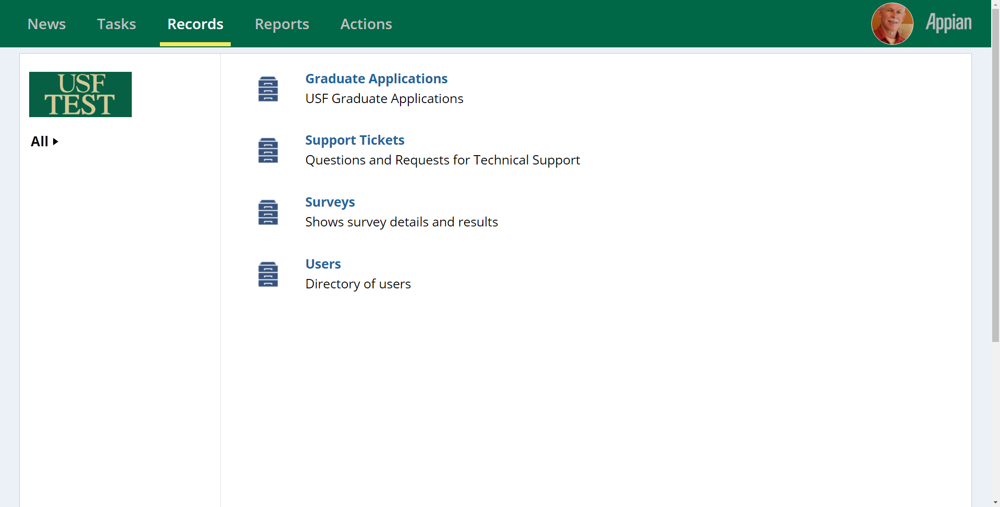 News Tasks Records Reports Actions
Appian
USF
TEST
All
Graduate Applications
USF Graduate Applications
Support Tickets
Questions and Requests for Technical Support
Surveys
Shows survey details and results
Users
Directory of users